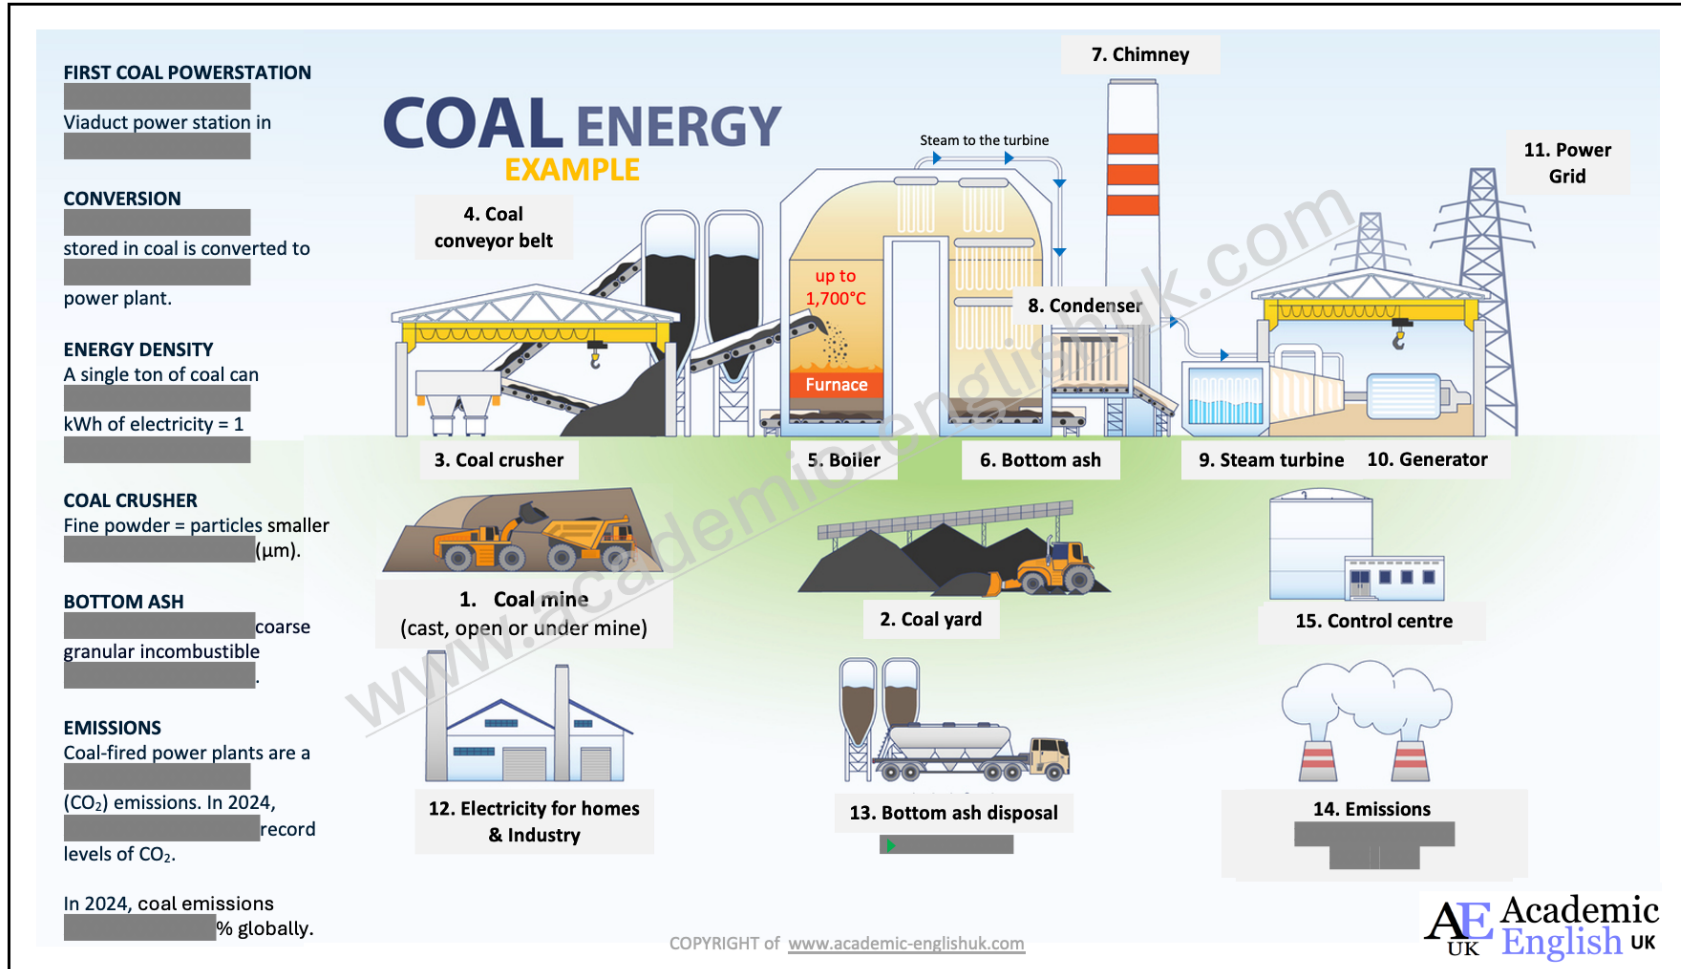 FIRST COAL POWERSTATION
Viaduct power station in
CONVERSION
stored in coal is converted to
power plant.
ENERGY DENSITY
A single ton of coal can
kWh of electricity = 1
COAL CRUSHER
Fine powder = particles smaller
(µm).
BOTTOM ASH
coarse
granular incombustible
.
EMISSIONS
Coal-fired power plants are a
(CO₂) emissions. In 2024,
record
levels of CO₂.
In 2024, coal emissions
% globally.
COAL ENERGY
EXAMPLE
7. Chimney
Steam to the turbine
11. Power
Grid
4. Coal
conveyor belt
up to
1,700°C
8. Condenser
Furnace
3. Coal crusher
5. Boiler
6. Bottom ash
9. Steam turbine
10. Generator
1. Coal mine
(cast, open or under mine)
2. Coal yard
15. Control centre
12. Electricity for homes
& Industry
13. Bottom ash disposal
14. Emissions
www.academic-englishuk.com
COPYRIGHT of www.academic-englishuk.com
AE
UK
Academic
English UK